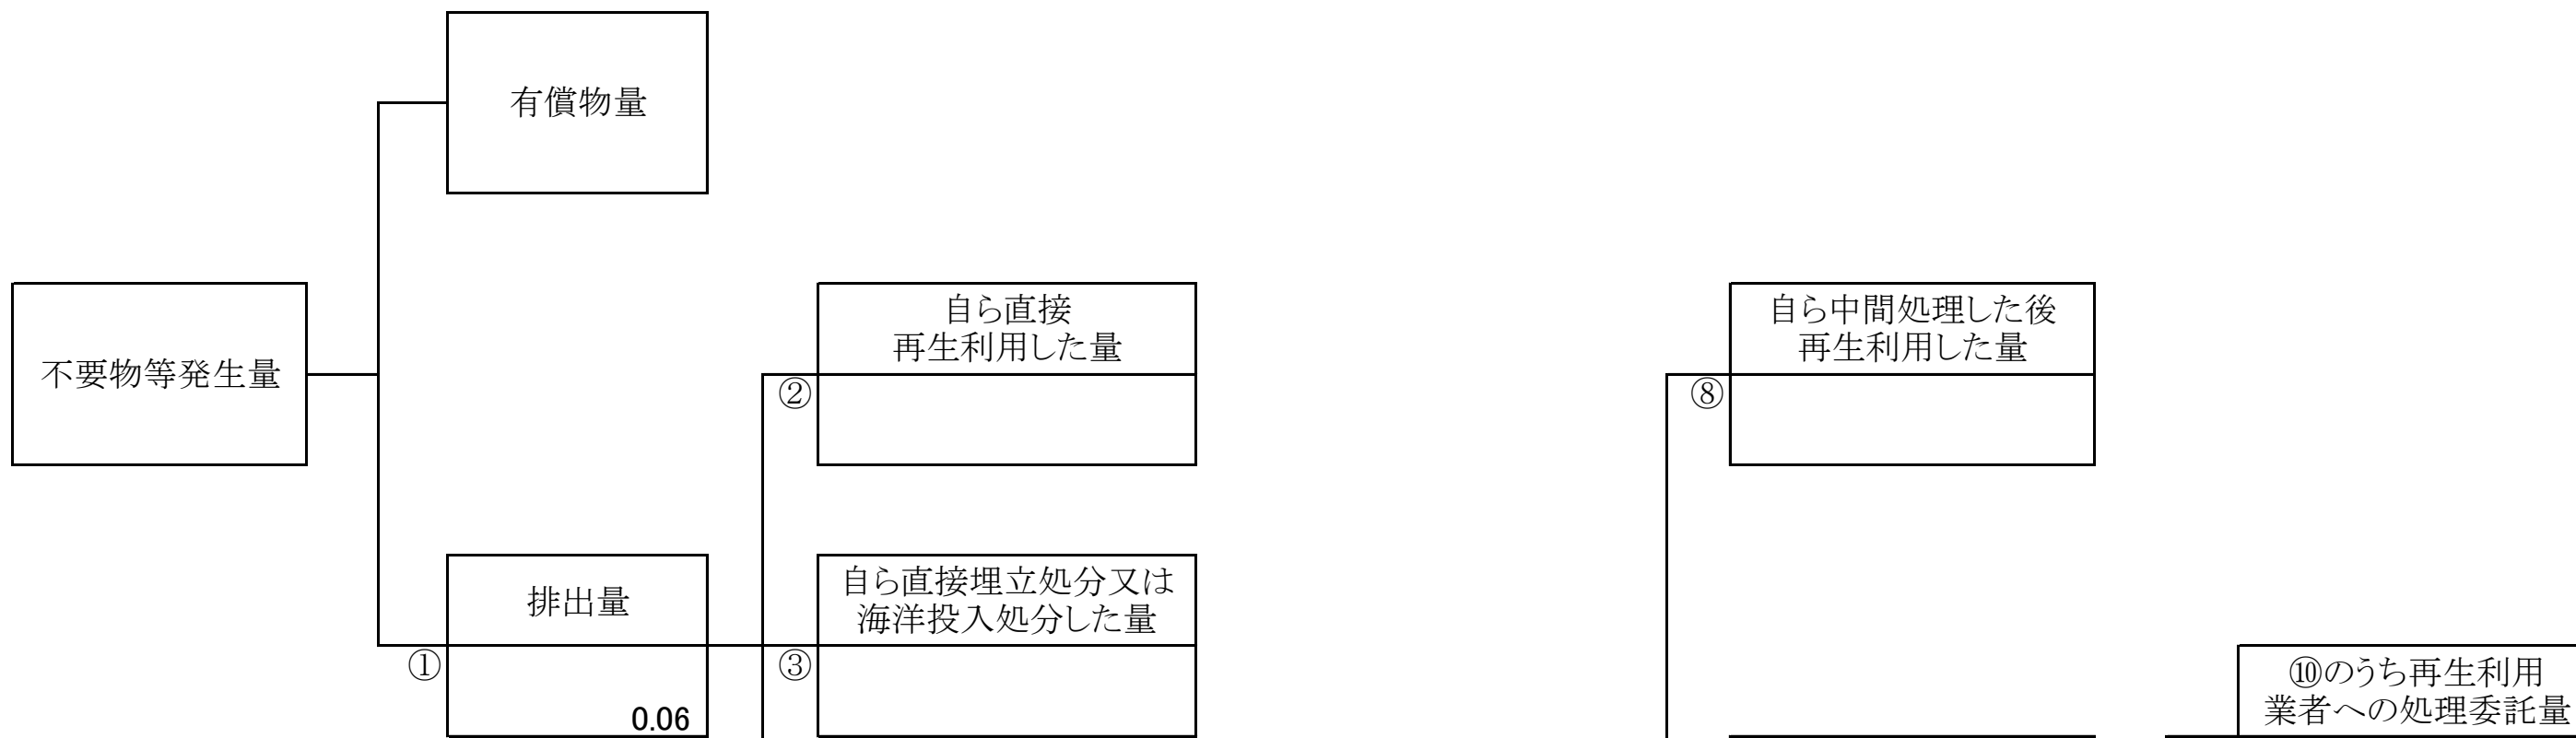 有償物量
不要物等発生量
自ら直接
再生利用した量
②
自ら中間処理した後
再生利用した量
⑧
排出量
①
0.06
自ら直接埋立処分又は
海洋投入処分した量
③
⑩のうち再生利用
業者への処理委託量